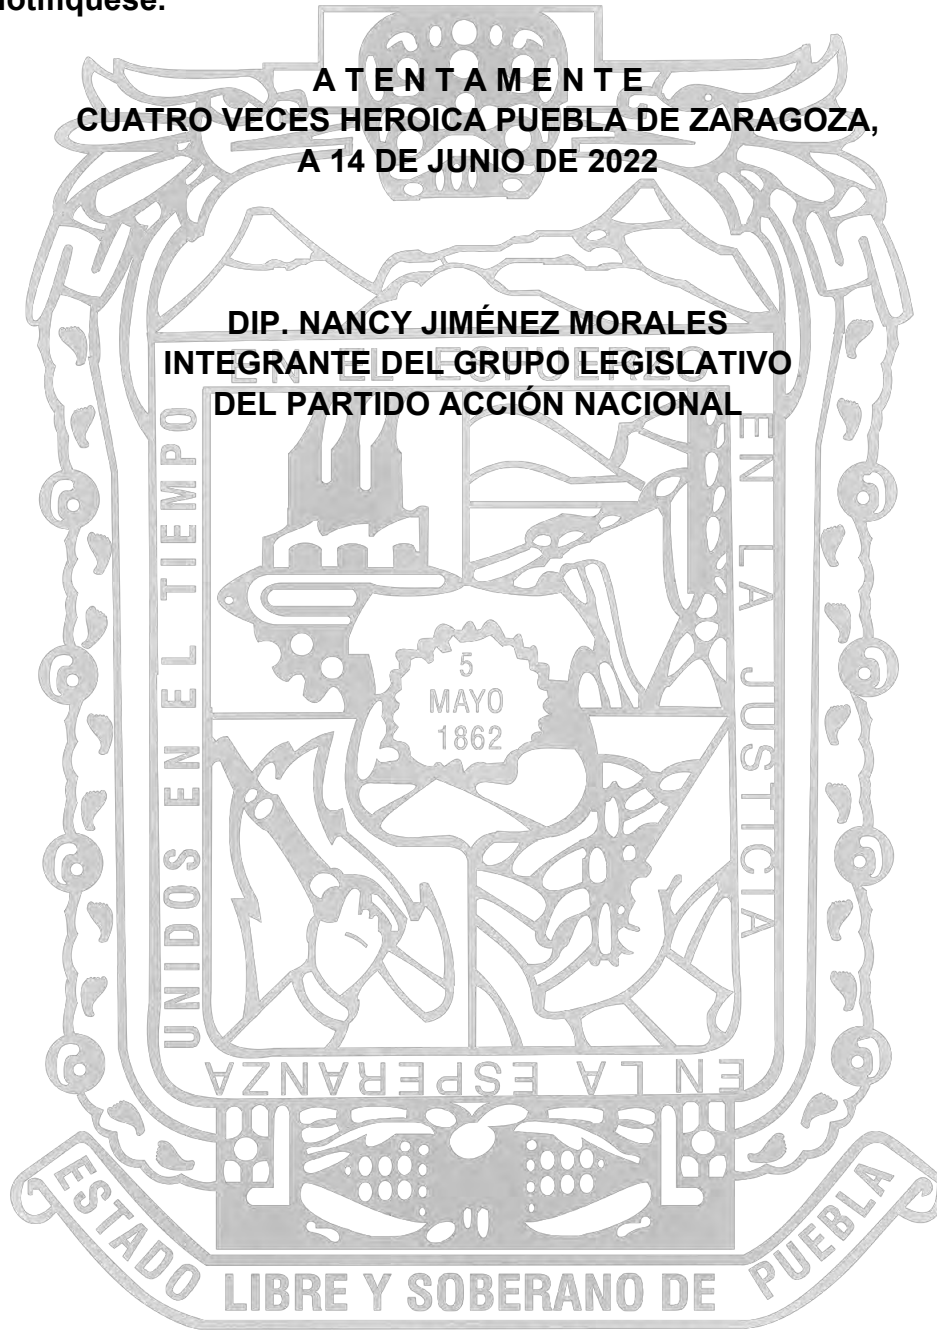 notifíquese.
A T E N T A M E N T E
CUATRO VECES HEROICA PUEBLA DE ZARAGOZA,
A 14 DE JUNIO DE 2022
DIP. NANCY JIMÉNEZ MORALES
INTEGRANTE DEL GRUPO LEGISLATIVO
DEL PARTIDO ACCIÓN NACIONAL
UNIDOS EN EL TIEMPO
EN EL ESFUERZO
EN LA JUSTICIA
EN LA ESPERANZA
5
MAYO
1862
ESTADO LIBRE Y SOBERANO DE PUEBLA